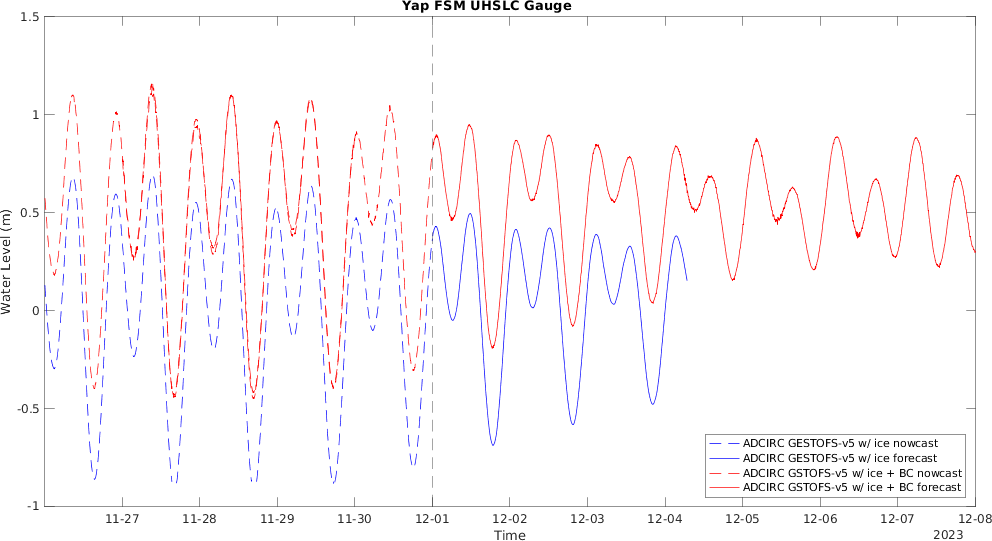 Yap FSM UHSLC Gauge
1.5
1
0.5
0
-0.5
-1
Water Level (m)
ADCIRC GESTOFS-v5 w/ ice nowcast
ADCIRC GESTOFS-v5 w/ ice forecast
ADCIRC GSTOFS-v5 w/ ice + BC nowcast
ADCIRC GSTOFS-v5 w/ ice + BC forecast
11-27 11-28 11-29 11-30 12-01 12-02 12-03 12-04 12-05 12-06 12-07 12-08
Time
2023